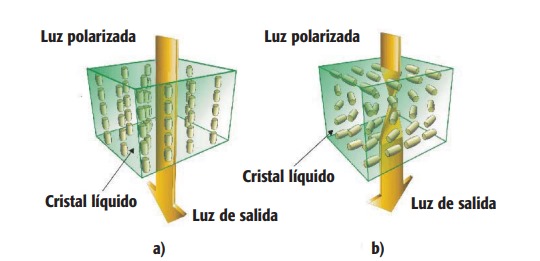 Luz polarizada
Cristal líquido
Luz de salida
a)
Luz polarizada
Cristal líquido
Luz de salida
b)